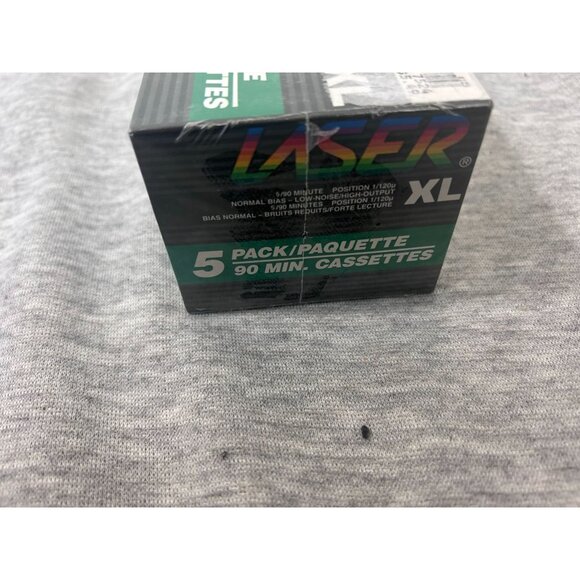 TTES
XL
LASER®
XL
5/90 MINUTE POSITION 1/120µ
NORMAL BIAS – LOW-NOISE/HIGH-OUTPUT
5/90 MINUTES POSITION 1/120µ
BIAS NORMAL – BRUITS REDUITS/FORTE LECTURE
5 PACK/PAQUETTE
90 MIN. CASSETTES